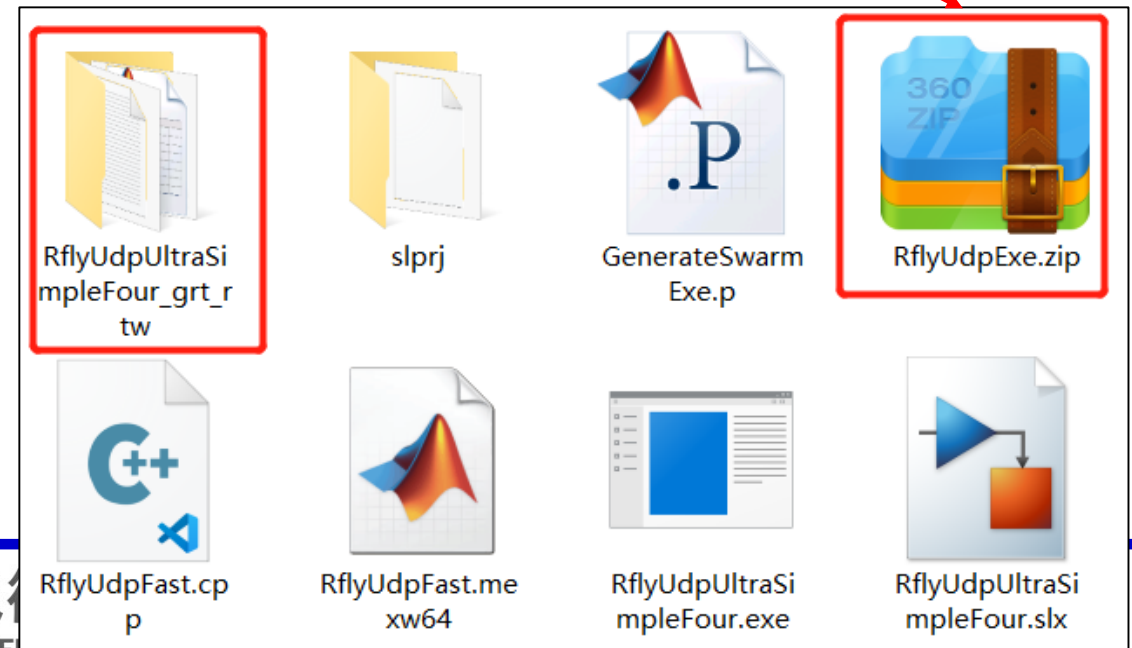 360
ZIP
.P
RflyUdpUltraSi
mpleFour_grt_r
tw
slprj
GenerateSwarm
Exe.p
RflyUdpExe.zip
C++
RflyUdpFast.cp
p
RflyUdpFast.me
xw64
RflyUdpUltraSi
mpleFour.exe
RflyUdpUltraSi
mpleFour.slx